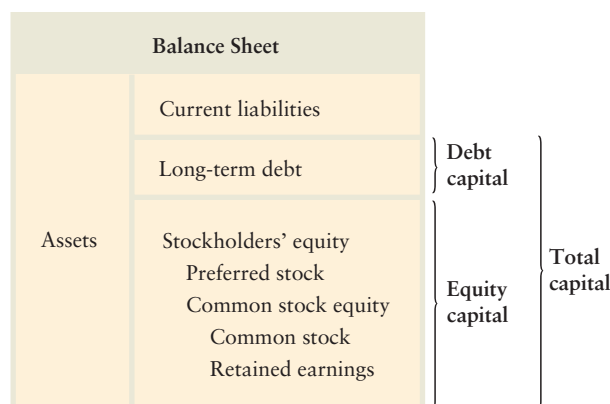 Balance Sheet
Current liabilities
Long-term debt
Assets
Stockholders’ equity
Preferred stock
Common stock equity
Common stock
Retained earnings
Debt
capital
Equity
capital
Total
capital